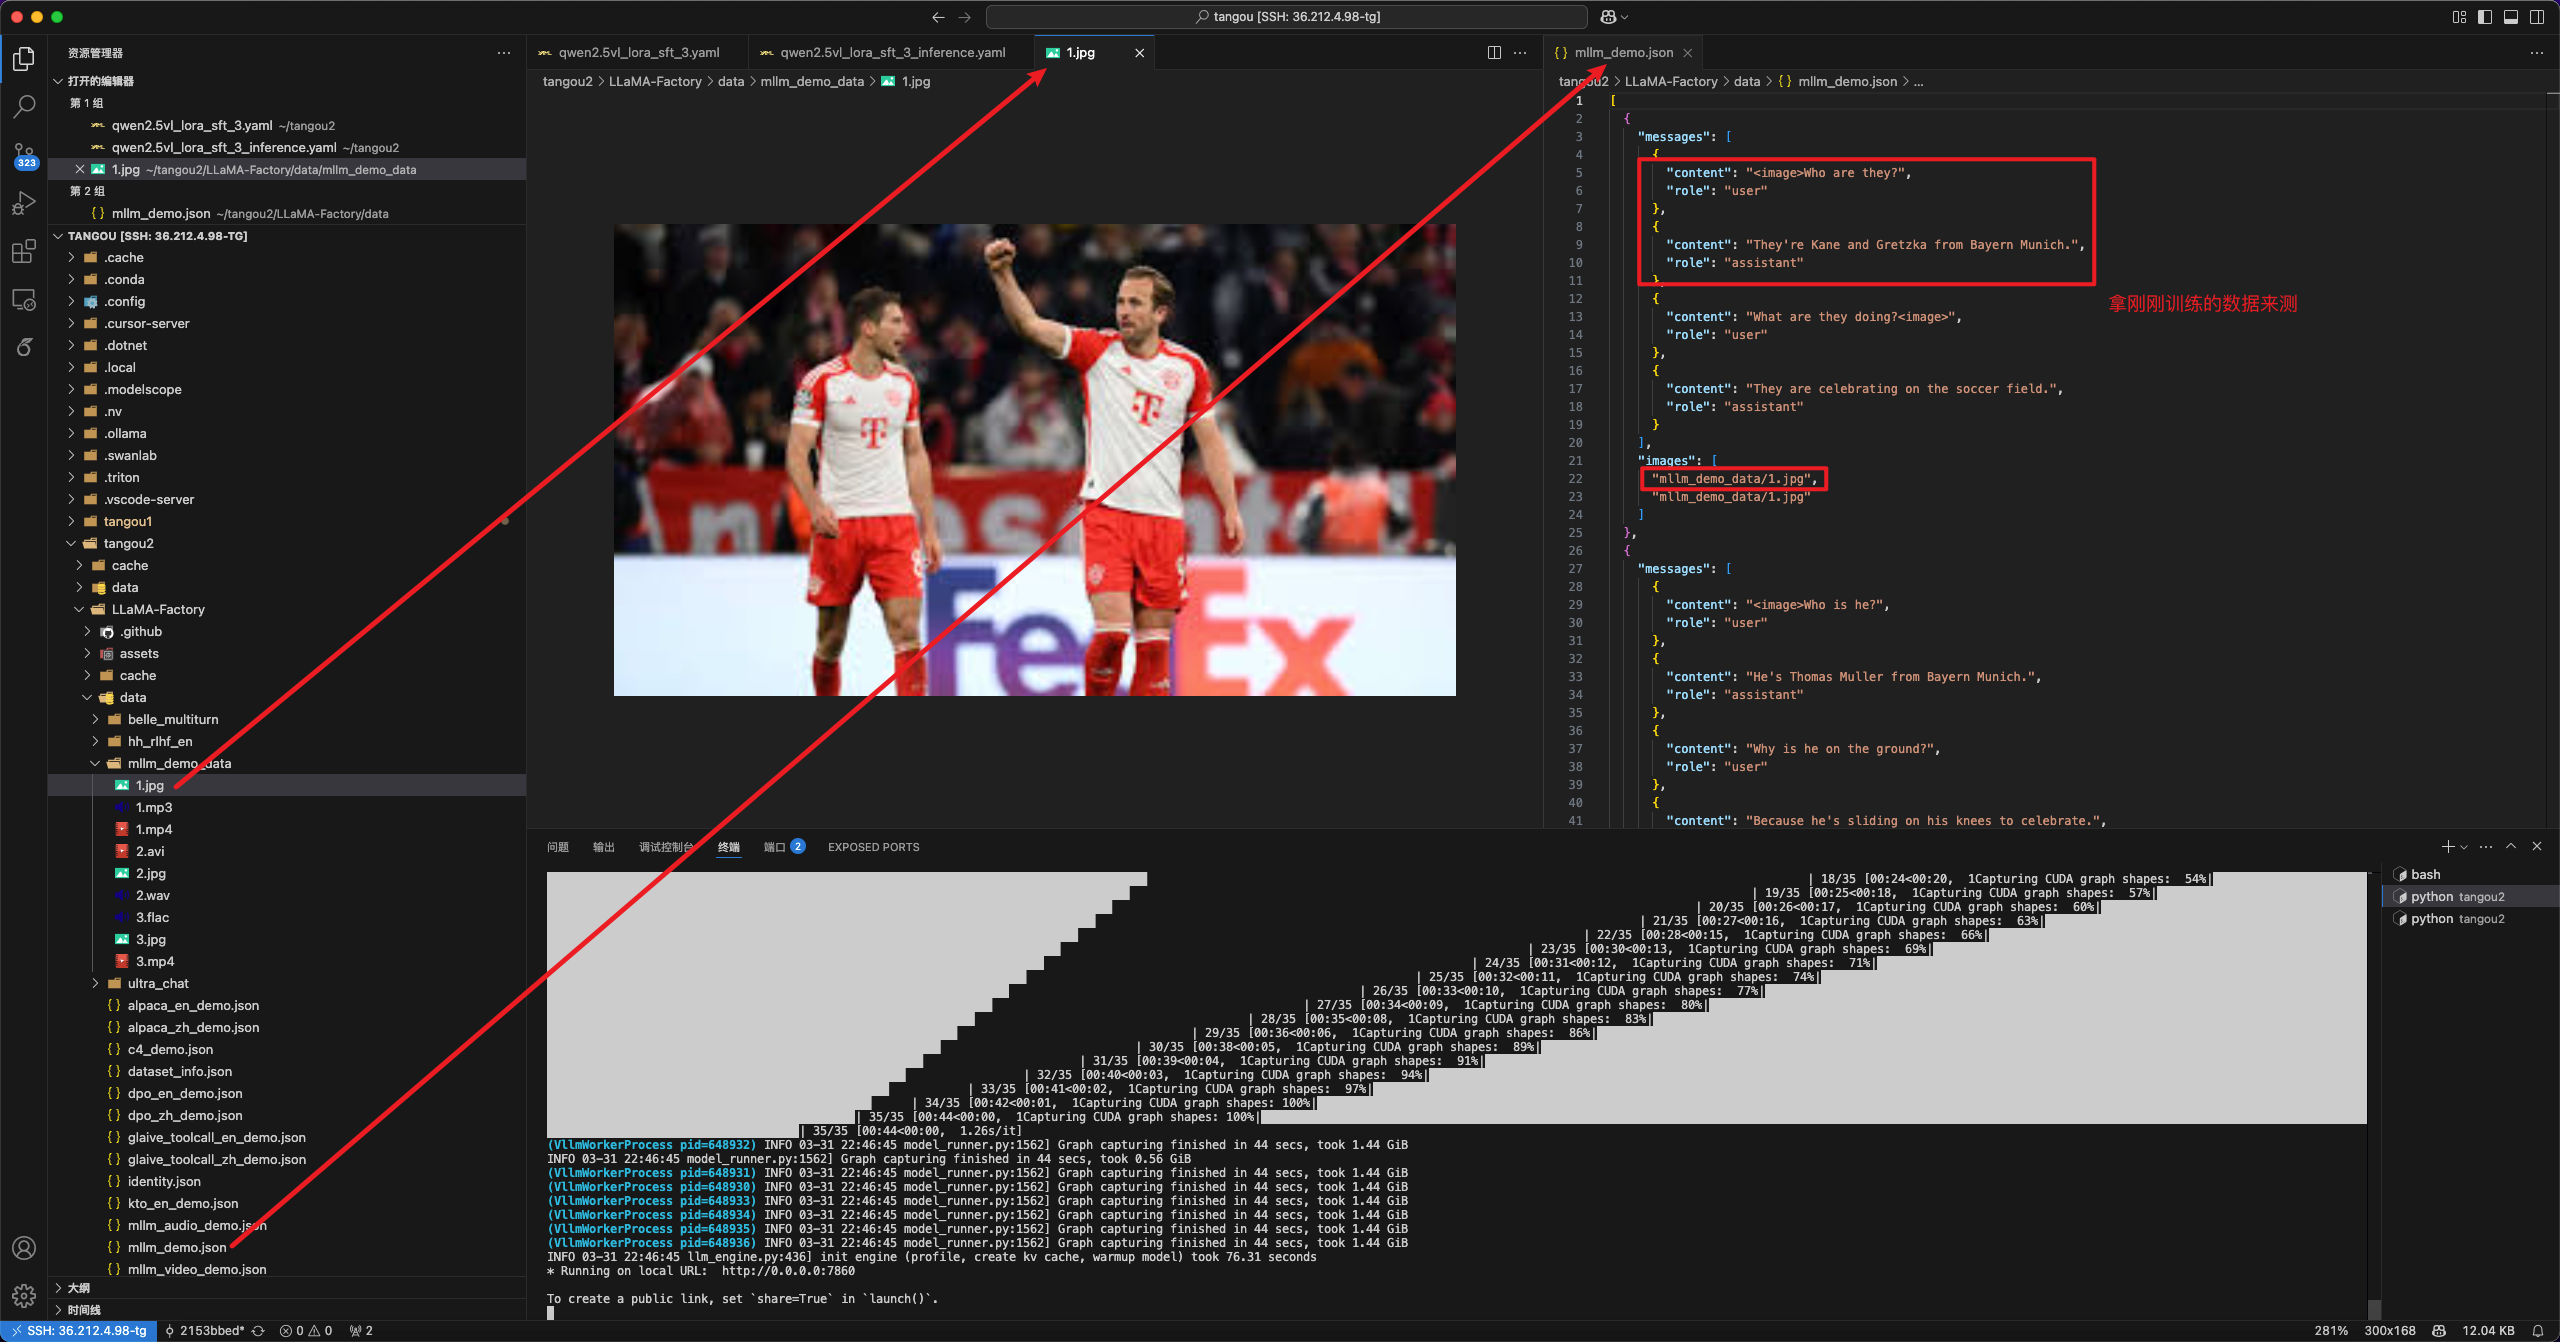 tangou [SSH: 36.212.4.98-tg]
资源管理器
打开的编辑器
第 1 组
qwen2.5vl_lora_sft_3.yaml ~/tangou2
qwen2.5vl_lora_sft_3_inference.yaml ~/tangou2
1.jpg ~/tangou2/LLaMA-Factory/data/mllm_demo_data
第 2 组
mllm_demo.json ~/tangou2/LLaMA-Factory/data
TANGOU [SSH: 36.212.4.98-TG]
.cache
.conda
.config
.cursor-server
.dotnet
.local
.modelscope
.nv
.ollama
.swanlab
.triton
.vscode-server
tangou1
tangou2
cache
data
LLaMA-Factory
.github
assets
cache
data
belle_multiturn
hh_rlhf_en
mllm_demo_data
1.jpg
1.mp3
1.mp4
2.avi
2.jpg
2.wav
3.flac
3.jpg
3.mp4
ultra_chat
alpaca_en_demo.json
alpaca_zh_demo.json
c4_demo.json
dataset_info.json
dpo_en_demo.json
dpo_zh_demo.json
glaive_toolcall_en_demo.json
glaive_toolcall_zh_demo.json
identity.json
kto_en_demo.json
mllm_audio_demo.json
mllm_demo.json
mllm_video_demo.json
大纲
时间线
323
qwen2.5vl_lora_sft_3.yaml
qwen2.5vl_lora_sft_3_inference.yaml
1.jpg
tangou2 > LLaMA-Factory > data > mllm_demo_data > 1.jpg
T
T
FedEx
mllm_demo.json
tangou2 > LLaMA-Factory > data > {} mllm_demo.json > ...
1 [
2 {
3 "messages": [
4 {
5 "content": "<image>Who are they?",
6 "role": "user"
7 },
8 {
9 "content": "They're Kane and Gretzka from Bayern Munich.",
10 "role": "assistant"
11 },
12 {
13 "content": "What are they doing?<image>",
14 "role": "user"
15 },
16 {
17 "content": "They are celebrating on the soccer field.",
18 "role": "assistant"
19 }
20 ],
21 "images": [
22 "mllm_demo_data/1.jpg",
23 "mllm_demo_data/1.jpg"
24 ]
25 },
26 {
27 "messages": [
28 {
29 "content": "<image>Who is he?",
30 "role": "user"
31 },
32 {
33 "content": "He's Thomas Muller from Bayern Munich.",
34 "role": "assistant"
35 },
36 {
37 "content": "Why is he on the ground?",
38 "role": "user"
39 },
40 {
41 "content": "Because he's sliding on his knees to celebrate.",
拿刚刚训练的数据来测
问题 输出 调试控制台 终端 端口 2 EXPOSED PORTS
| 18/35 [00:24<00:20, 1Capturing CUDA graph shapes: 54%|
| 19/35 [00:25<00:18, 1Capturing CUDA graph shapes: 57%|
| 20/35 [00:26<00:17, 1Capturing CUDA graph shapes: 60%|
| 21/35 [00:27<00:16, 1Capturing CUDA graph shapes: 63%|
| 22/35 [00:28<00:15, 1Capturing CUDA graph shapes: 66%|
| 23/35 [00:30<00:13, 1Capturing CUDA graph shapes: 69%|
| 24/35 [00:31<00:12, 1Capturing CUDA graph shapes: 71%|
| 25/35 [00:32<00:11, 1Capturing CUDA graph shapes: 74%|
| 26/35 [00:33<00:10, 1Capturing CUDA graph shapes: 77%|
| 27/35 [00:34<00:09, 1Capturing CUDA graph shapes: 80%|
| 28/35 [00:35<00:08, 1Capturing CUDA graph shapes: 83%|
| 29/35 [00:36<00:06, 1Capturing CUDA graph shapes: 86%|
| 30/35 [00:38<00:05, 1Capturing CUDA graph shapes: 89%|
| 31/35 [00:39<00:04, 1Capturing CUDA graph shapes: 91%|
| 32/35 [00:40<00:03, 1Capturing CUDA graph shapes: 94%|
| 33/35 [00:41<00:02, 1Capturing CUDA graph shapes: 97%|
| 34/35 [00:42<00:01, 1Capturing CUDA graph shapes: 100%|
| 35/35 [00:44<00:00, 1Capturing CUDA graph shapes: 100%|
| 35/35 [00:44<00:00, 1.26s/it]
(VllmWorkerProcess pid=648932) INFO 03-31 22:46:45 model_runner.py:1562] Graph capturing finished in 44 secs, took 1.44 GiB
INFO 03-31 22:46:45 model_runner.py:1562] Graph capturing finished in 44 secs, took 0.56 GiB
(VllmWorkerProcess pid=648931) INFO 03-31 22:46:45 model_runner.py:1562] Graph capturing finished in 44 secs, took 1.44 GiB
(VllmWorkerProcess pid=648930) INFO 03-31 22:46:45 model_runner.py:1562] Graph capturing finished in 44 secs, took 1.44 GiB
(VllmWorkerProcess pid=648933) INFO 03-31 22:46:45 model_runner.py:1562] Graph capturing finished in 44 secs, took 1.44 GiB
(VllmWorkerProcess pid=648934) INFO 03-31 22:46:45 model_runner.py:1562] Graph capturing finished in 44 secs, took 1.44 GiB
(VllmWorkerProcess pid=648935) INFO 03-31 22:46:45 model_runner.py:1562] Graph capturing finished in 44 secs, took 1.44 GiB
(VllmWorkerProcess pid=648936) INFO 03-31 22:46:45 model_runner.py:1562] Graph capturing finished in 44 secs, took 1.44 GiB
INFO 03-31 22:46:45 llm_engine.py:436] init engine (profile, create kv cache, warmup model) took 76.31 seconds
* Running on local URL: http://0.0.0.0:7860
To create a public link, set `share=True` in `launch()`.
bash
python tangou2
python tangou2
SSH: 36.212.4.98-tg 2153bbed* 0 0 2
281% 300x168 12.04 KB